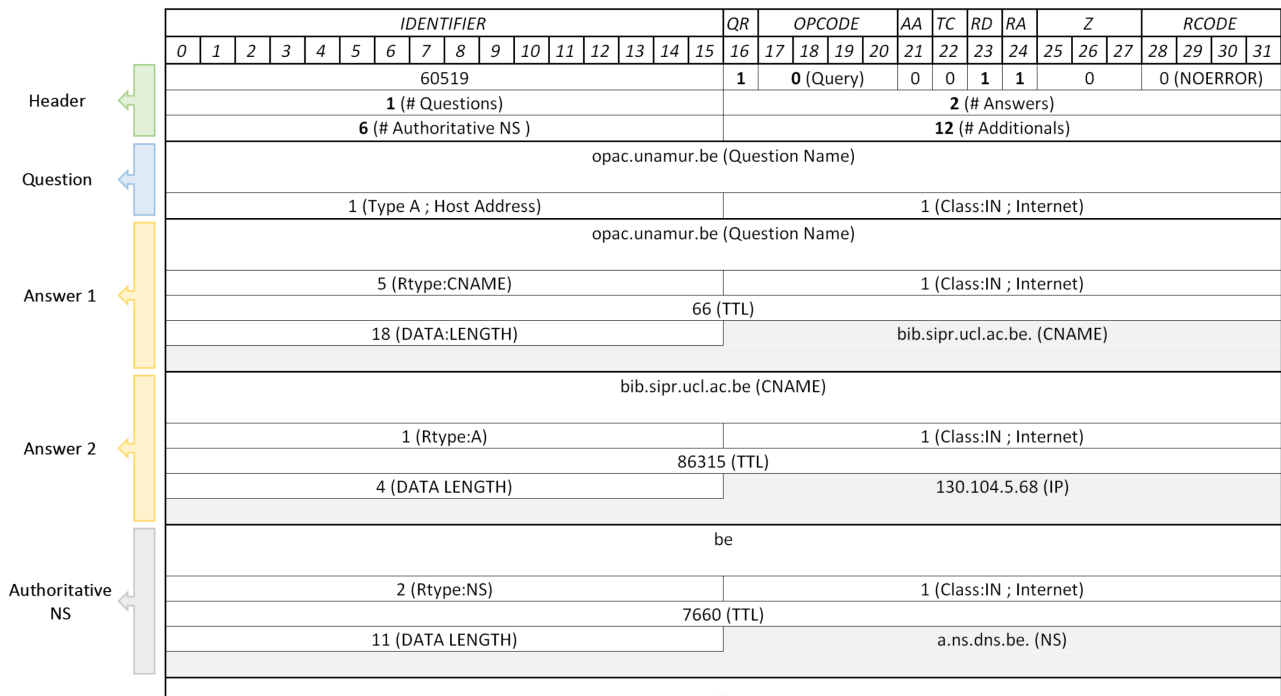 IDENTIFIER QR OPCODE AA TC RD RA Z RCODE
0 1 2 3 4 5 6 7 8 9 10 11 12 13 14 15 16 17 18 19 20 21 22 23 24 25 26 27 28 29 30 31
60519 1 0 (Query) 0 0 1 1 0 0 (NOERROR)
Header
1 (# Questions) 2 (# Answers)
6 (# Authoritative NS ) 12 (# Additionals)
opac.unamur.be (Question Name)
Question
1 (Type A ; Host Address) 1 (Class:IN ; Internet)
opac.unamur.be (Question Name)
5 (Rtype:CNAME) 1 (Class:IN ; Internet)
Answer 1
66 (TTL)
18 (DATA:LENGTH) bib.sipr.ucl.ac.be. (CNAME)
bib.sipr.ucl.ac.be (CNAME)
1 (Rtype:A) 1 (Class:IN ; Internet)
Answer 2
86315 (TTL)
4 (DATA LENGTH) 130.104.5.68 (IP)
be
Authoritative
NS
2 (Rtype:NS) 1 (Class:IN ; Internet)
7660 (TTL)
11 (DATA LENGTH) a.ns.dns.be. (NS)